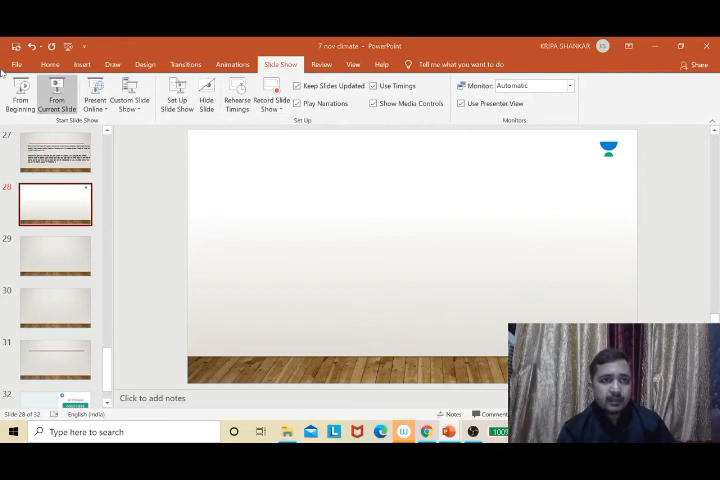 7 nov climate - PowerPoint
KRIPA SHANKAR
KS
File
Home
Insert
Draw
Design
Transitions
Animations
Slide Show
Review
View
Help
Tell me what you want to do
Share
From Beginning
From Current Slide
Present Online
Custom Slide Show
Start Slide Show
Set Up Slide Show
Hide Slide
Rehearse Timings
Record Slide Show
Keep Slides Updated
Play Narrations
Use Timings
Show Media Controls
Set Up
Monitor: Automatic
Use Presenter View
Monitors
27
28
29
30
31
32
Click to add notes
Slide 28 of 32
English (India)
Notes
Type here to search
100%